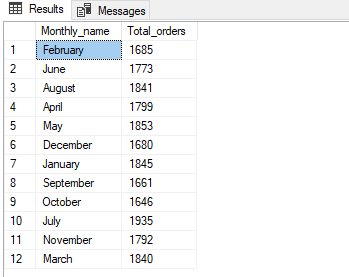 Results Messages
Monthly_name Total_orders
1 February 1685
2 June 1773
3 August 1841
4 April 1799
5 May 1853
6 December 1680
7 January 1845
8 September 1661
9 October 1646
10 July 1935
11 November 1792
12 March 1840